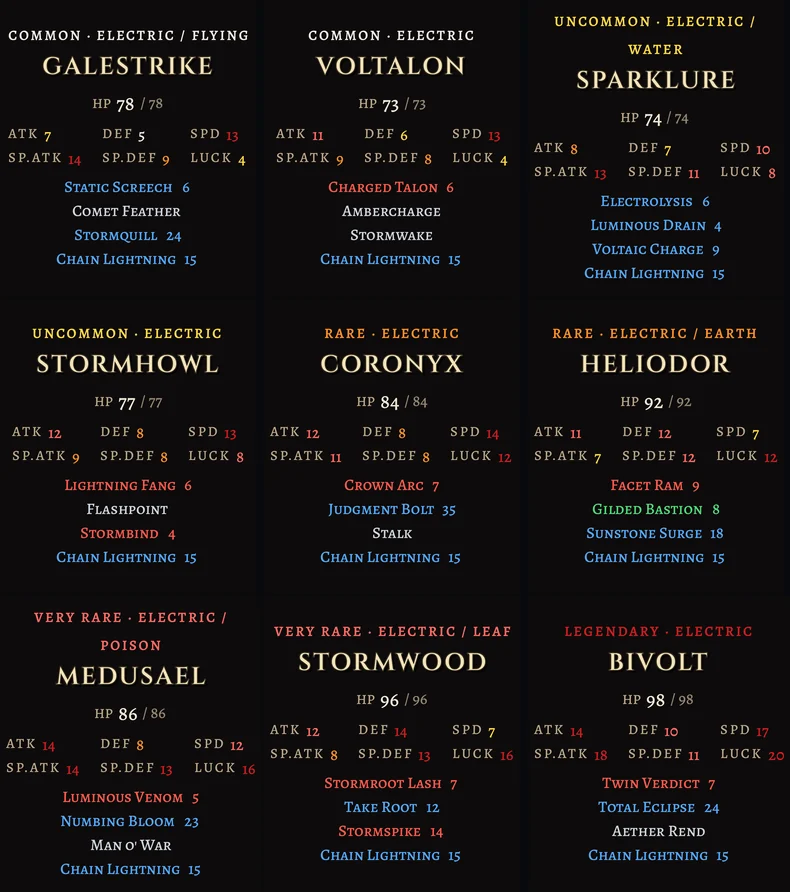 COMMON · ELECTRIC / FLYING
GALESTRIKE
HP 78 / 78
ATK 7 DEF 5 SPD 13
SP.ATK 14 SP.DEF 9 LUCK 4
STATIC SCREECH 6
COMET FEATHER
STORMQUILL 24
CHAIN LIGHTNING 15
COMMON · ELECTRIC
VOLTALON
HP 73 / 73
ATK 11 DEF 6 SPD 13
SP.ATK 9 SP.DEF 8 LUCK 4
CHARGED TALON 6
AMBERCHARGE
STORMWAKE
CHAIN LIGHTNING 15
UNCOMMON · ELECTRIC /
WATER
SPARKLURE
HP 74 / 74
ATK 8 DEF 7 SPD 10
SP.ATK 13 SP.DEF 11 LUCK 8
ELECTROLYSIS 6
LUMINOUS DRAIN 4
VOLTAIC CHARGE 9
CHAIN LIGHTNING 15
UNCOMMON · ELECTRIC
STORMHOWL
HP 77 / 77
ATK 12 DEF 8 SPD 13
SP.ATK 9 SP.DEF 8 LUCK 8
LIGHTNING FANG 6
FLASHPOINT
STORMBIND 4
CHAIN LIGHTNING 15
RARE · ELECTRIC
CORONYX
HP 84 / 84
ATK 12 DEF 8 SPD 14
SP.ATK 11 SP.DEF 8 LUCK 12
CROWN ARC 7
JUDGMENT BOLT 35
STALK
CHAIN LIGHTNING 15
RARE · ELECTRIC / EARTH
HELIODOR
HP 92 / 92
ATK 11 DEF 12 SPD 7
SP.ATK 7 SP.DEF 12 LUCK 12
FACET RAM 9
GILDED BASTION 8
SUNSTONE SURGE 18
CHAIN LIGHTNING 15
VERY RARE · ELECTRIC /
POISON
MEDUSAEL
HP 86 / 86
ATK 14 DEF 8 SPD 12
SP.ATK 14 SP.DEF 13 LUCK 16
LUMINOUS VENOM 5
NUMBING BLOOM 23
MAN O' WAR
CHAIN LIGHTNING 15
VERY RARE · ELECTRIC / LEAF
STORMWOOD
HP 96 / 96
ATK 12 DEF 14 SPD 7
SP.ATK 8 SP.DEF 13 LUCK 16
STORMROOT LASH 7
TAKE ROOT 12
STORMSPIKE 14
CHAIN LIGHTNING 15
LEGENDARY · ELECTRIC
BIVOLT
HP 98 / 98
ATK 14 DEF 10 SPD 17
SP.ATK 18 SP.DEF 11 LUCK 20
TWIN VERDICT 7
TOTAL ECLIPSE 24
AETHER REND
CHAIN LIGHTNING 15